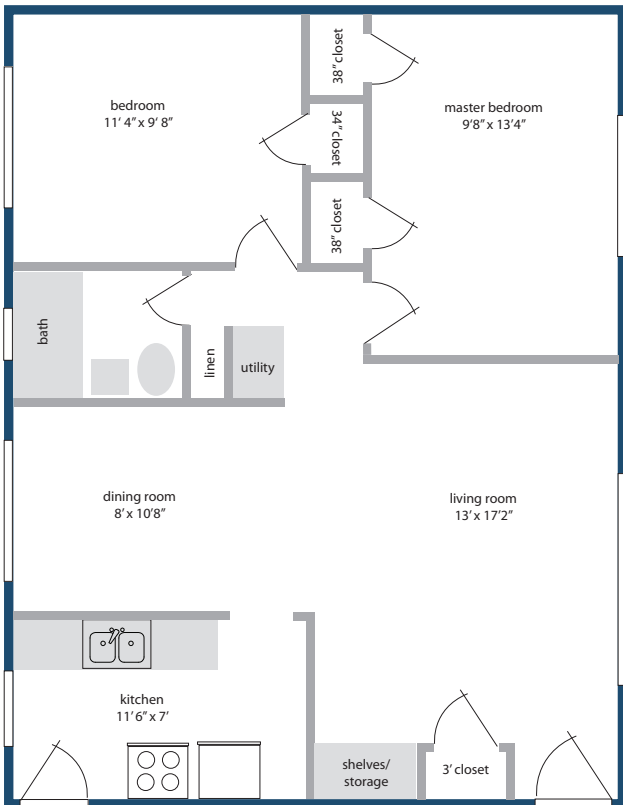 38" closet
bedroom
11' 4" x 9' 8"
master bedroom
9'8" x 13'4"
34" closet
38" closet
bath
linen
utility
dining room
8' x 10'8"
living room
13' x 17'2"
kitchen
11' 6" x 7'
shelves/
storage
3' closet